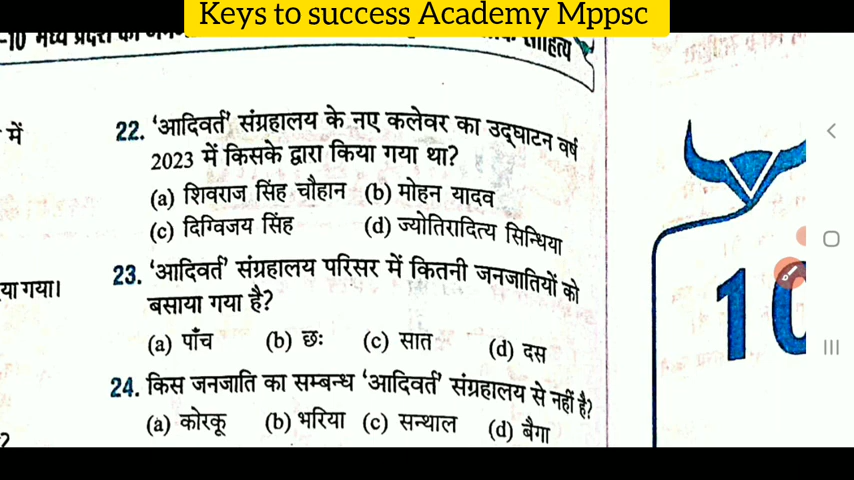 Keys to success Academy Mppsc
-10 मध्य प्रदेश की
साहित्य
में
22. ‘आदिवर्त’ संग्रहालय के नए कलेवर का उद्घाटन वर्ष
2023 में किसके द्वारा किया गया था?
(a) शिवराज सिंह चौहान (b) मोहन यादव
(c) दिग्विजय सिंह (d) ज्योतिरादित्य सिन्धिया
या गया।
23. ‘आदिवर्त’ संग्रहालय परिसर में कितनी जनजातियों को
बसाया गया है?
(a) पाँच (b) छः (c) सात (d) दस
24. किस जनजाति का सम्बन्ध ‘आदिवर्त’ संग्रहालय से नहीं है?
(a) कोरकू (b) भरिया (c) सन्थाल (d) बैगा
?
10